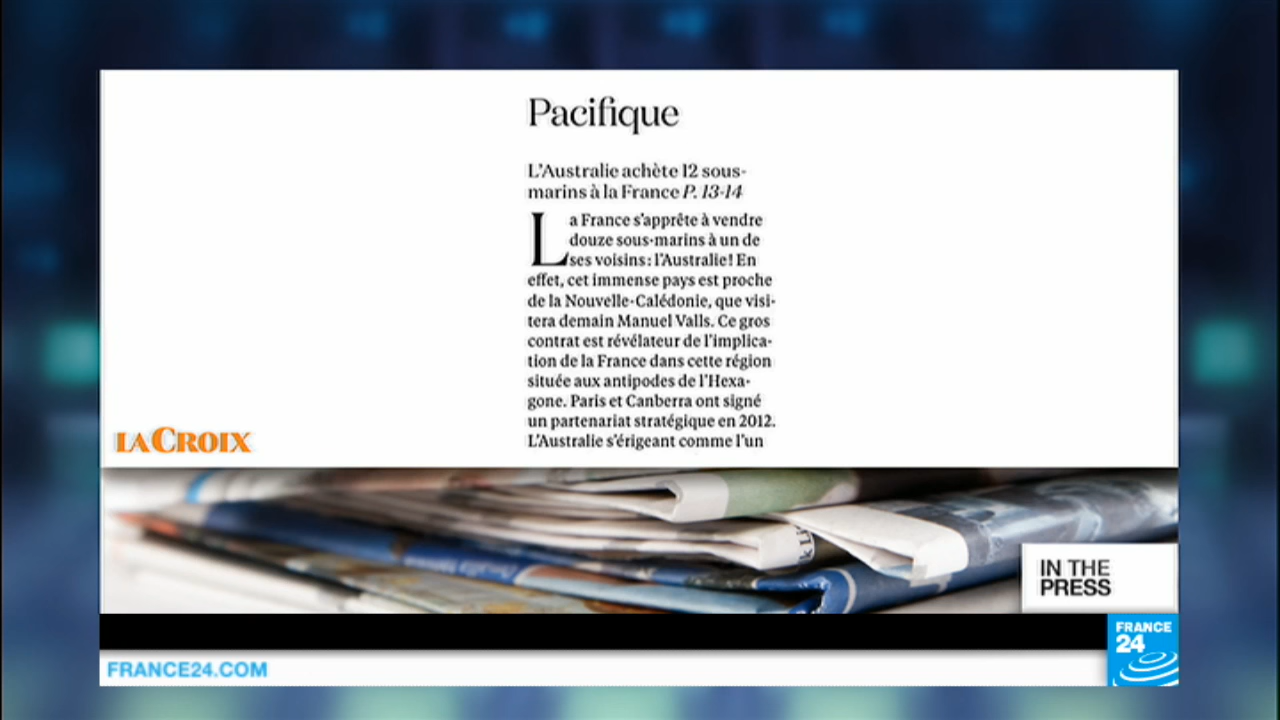 Pacifique
L'Australie achète 12 sous-
marins à la France P. 13-14
La France s'apprête à vendre
douze sous-marins à un de
ses voisins : l'Australie ! En
effet, cet immense pays est proche
de la Nouvelle-Calédonie, que visi-
tera demain Manuel Valls. Ce gros
contrat est révélateur de l'implica-
tion de la France dans cette région
située aux antipodes de l'Hexa-
gone. Paris et Canberra ont signé
un partenariat stratégique en 2012.
L'Australie s'érigeant comme l'un
LA CROIX
IN THE
PRESS
FRANCE
24
FRANCE24.COM